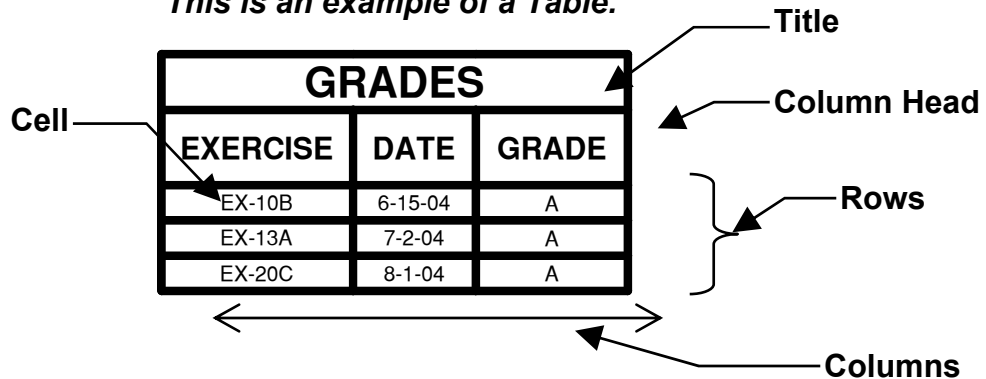 This is an example of a Table.
Title
GRADES
Column Head
Cell
EXERCISE DATE GRADE
Rows
EX-10B 6-15-04 A
EX-13A 7-2-04 A
EX-20C 8-1-04 A
Columns